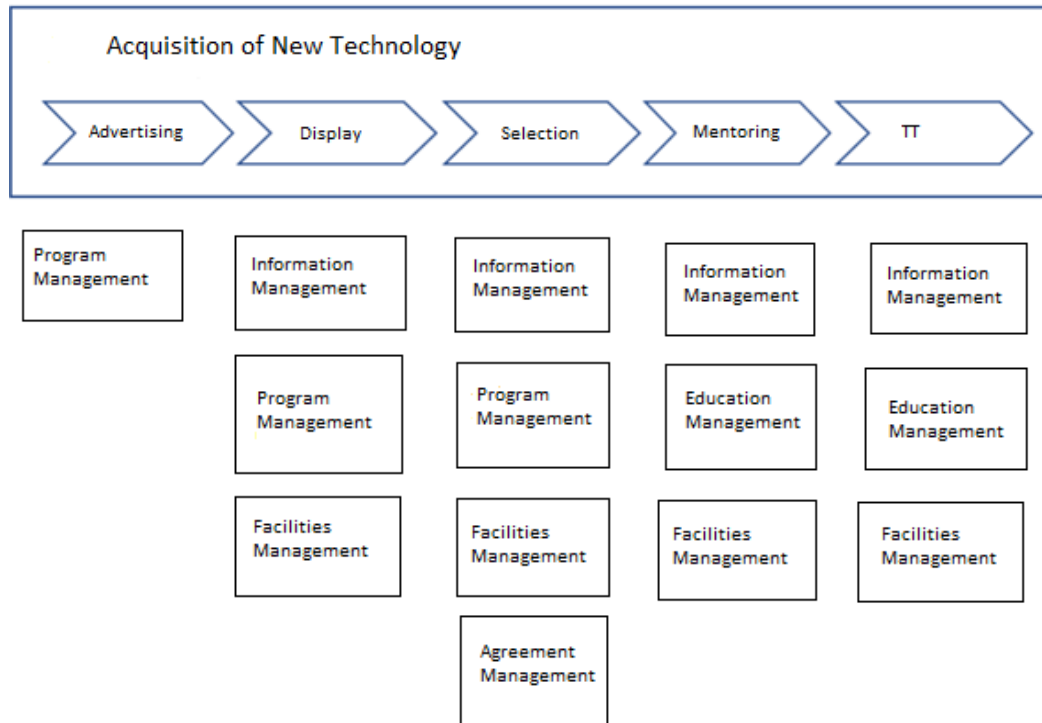 Acquisition of New Technology
Advertising
Display
Selection
Mentoring
TT
Program
Management
Information
Management
Information
Management
Information
Management
Information
Management
Program
Management
Program
Management
Education
Management
Education
Management
Facilities
Management
Facilities
Management
Facilities
Management
Facilities
Management
Agreement
Management